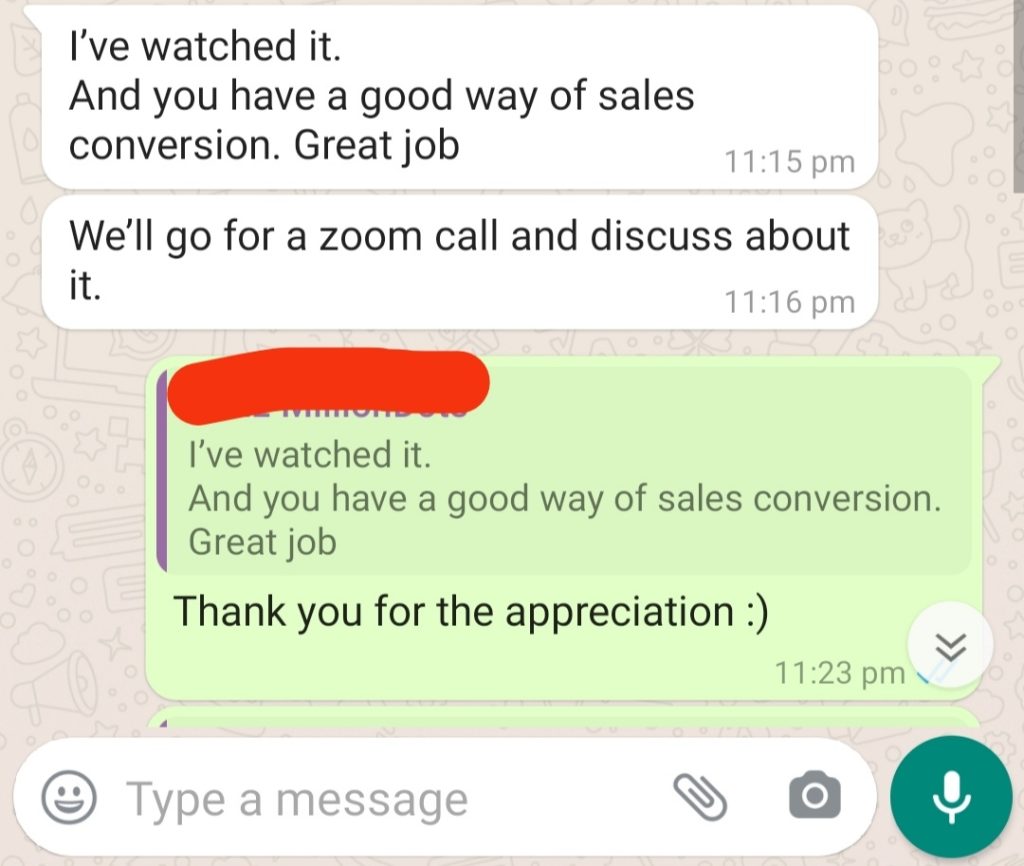 I've watched it.
And you have a good way of sales
conversion. Great job
11:15 pm
We'll go for a zoom call and discuss about
it.
11:16 pm
I've watched it.
And you have a good way of sales conversion.
Great job
Thank you for the appreciation :)
11:23 pm
Type a message